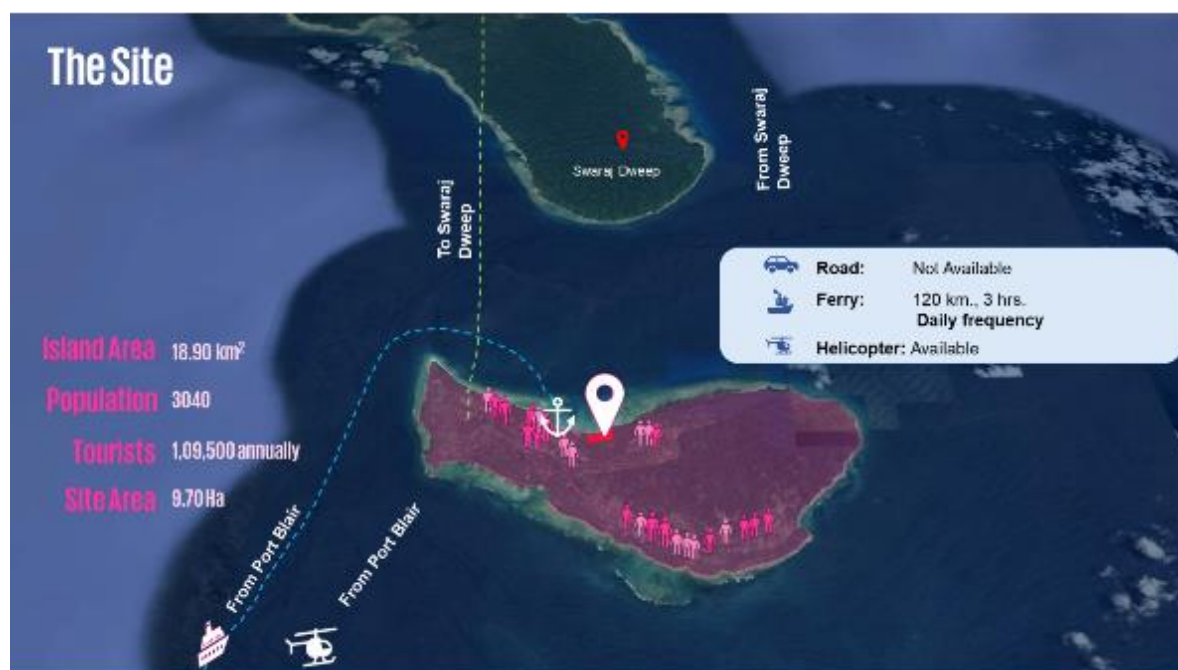 The Site
Swaraj Dweep
To Swaraj
Dweep
From Swaraj
Dweep
Road: Not Available
Ferry: 120 km., 3 hrs.
Daily frequency
Helicopter: Available
Island Area 18.90 km²
Population 3040
Tourists 1,09,500 annually
Site Area 9.70 Ha
From Port Blair
From Port Blair